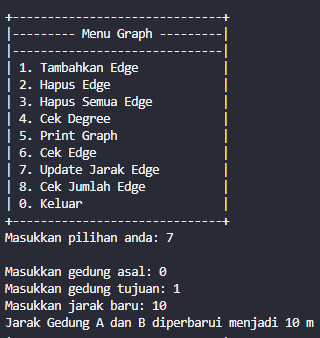 +------------------------------+
|--------- Menu Graph ---------|
|------------------------------|
| 1. Tambahkan Edge            |
| 2. Hapus Edge                |
| 3. Hapus Semua Edge          |
| 4. Cek Degree                |
| 5. Print Graph               |
| 6. Cek Edge                  |
| 7. Update Jarak Edge         |
| 8. Cek Jumlah Edge           |
| 0. Keluar                    |
+------------------------------+
Masukkan pilihan anda: 7

Masukkan gedung asal: 0
Masukkan gedung tujuan: 1
Masukkan jarak baru: 10
Jarak Gedung A dan B diperbarui menjadi 10 m